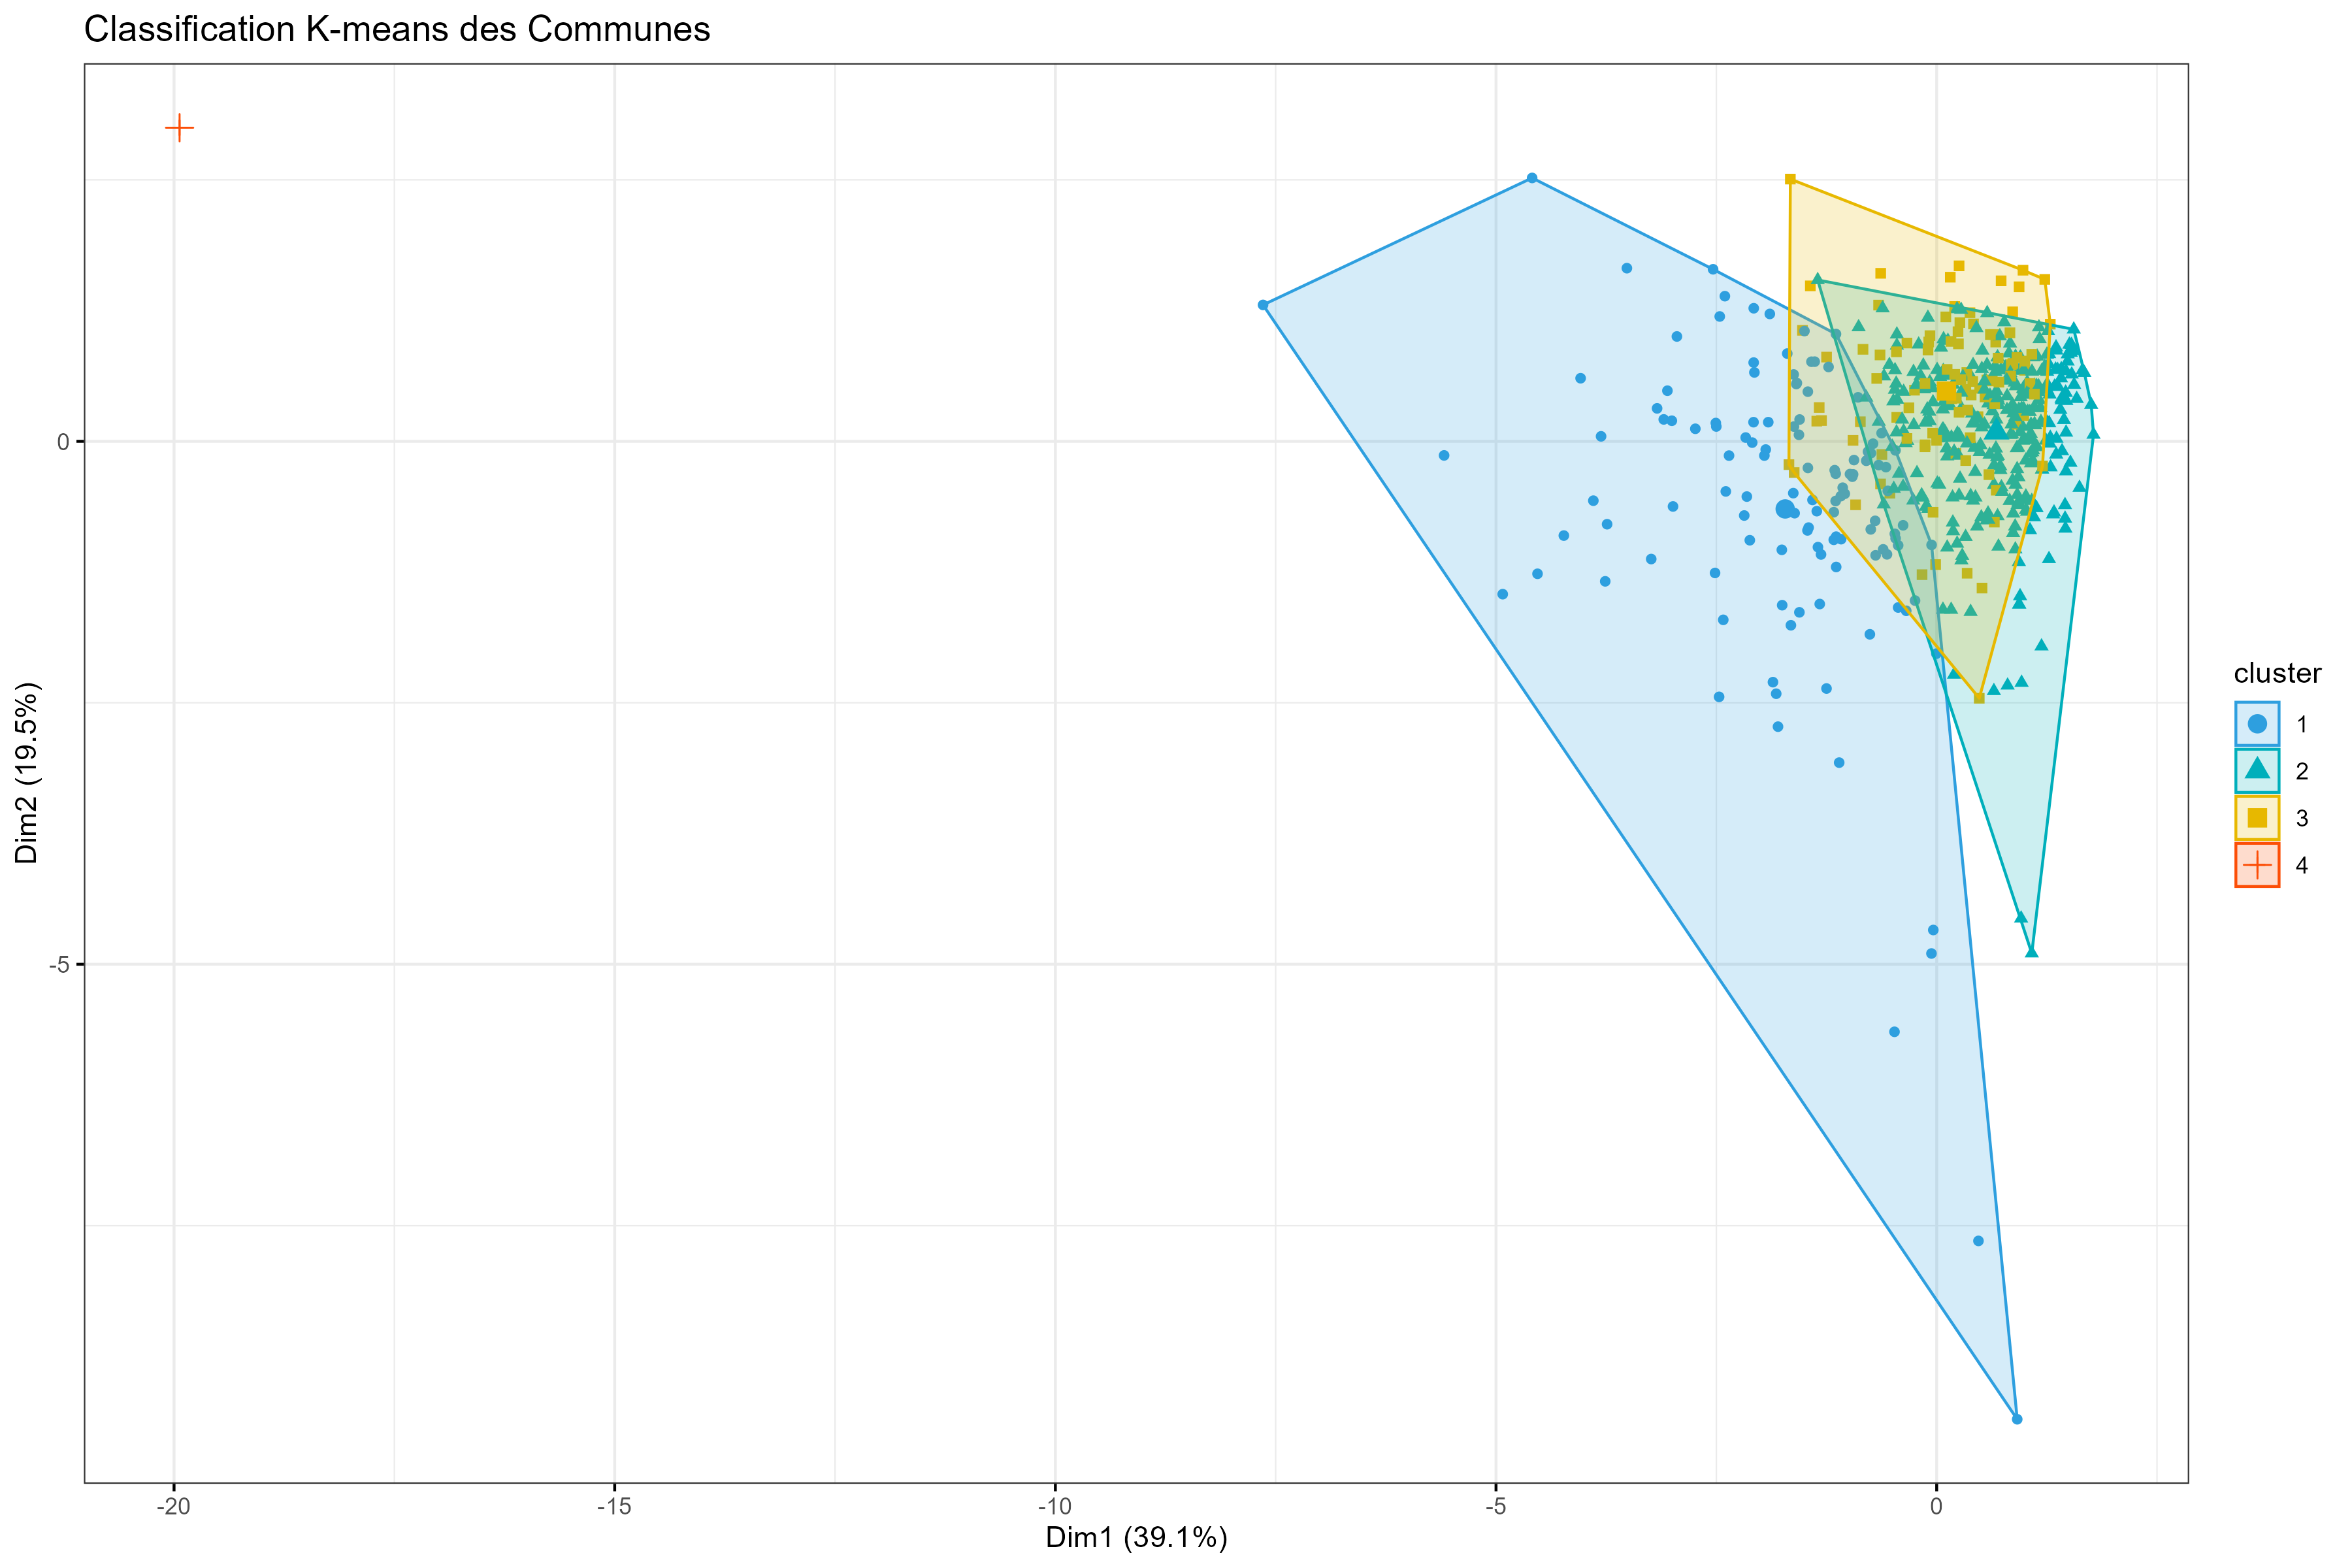 Classification K-means des Communes
0
-5
Dim2 (19.5%)
-20
-15
-10
-5
0
Dim1 (39.1%)
cluster
1
2
3
4